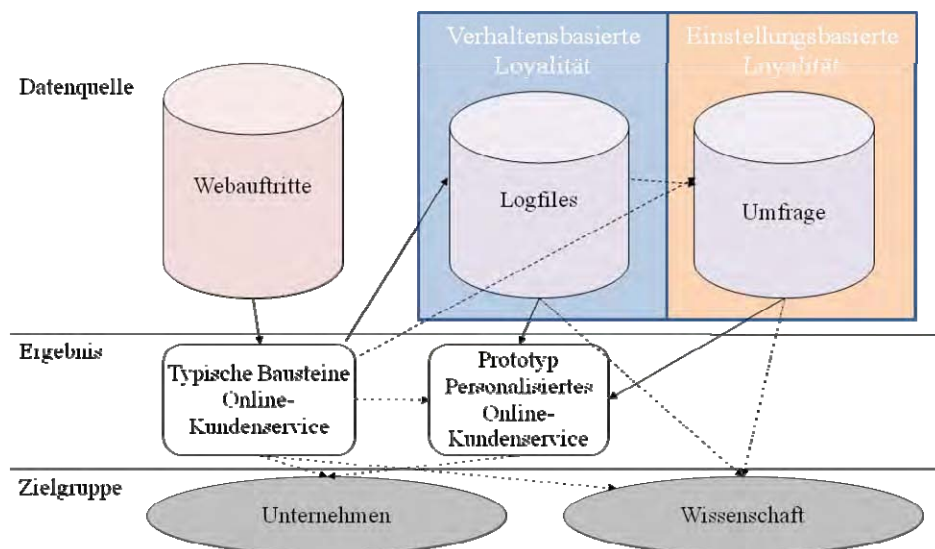 Verhaltensbasierte
Loyalität
Einstellungsbasierte
Loyalität
Datenquelle
Webauftritte
Logfiles
Umfrage
Ergebnis
Typische Bausteine
Online-
Kundenservice
Prototyp
Personalisiertes
Online-
Kundenservice
Zielgruppe
Unternehmen
Wissenschaft